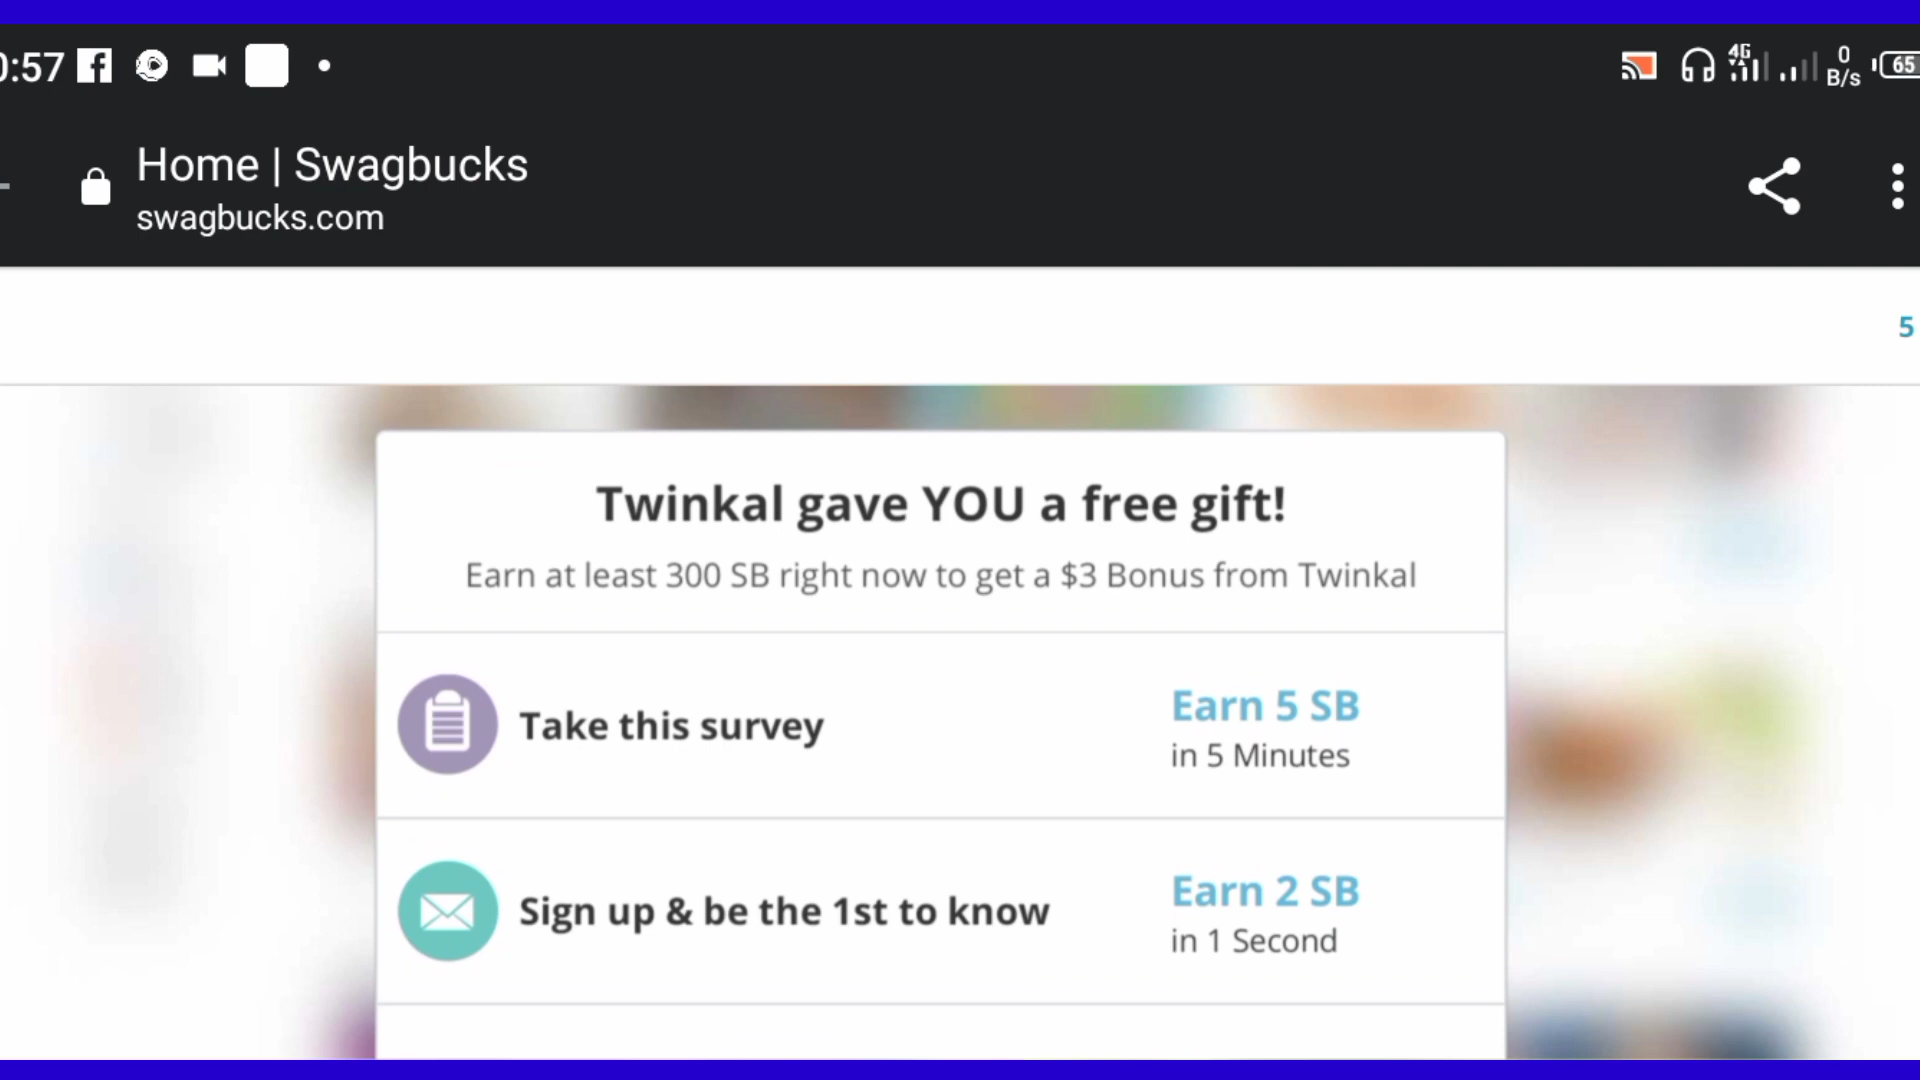 0:57
4G
0
B/s
65
Home | Swagbucks
swagbucks.com
5
Twinkal gave YOU a free gift!
Earn at least 300 SB right now to get a $3 Bonus from Twinkal
Take this survey
Earn 5 SB
in 5 Minutes
Sign up & be the 1st to know
Earn 2 SB
in 1 Second